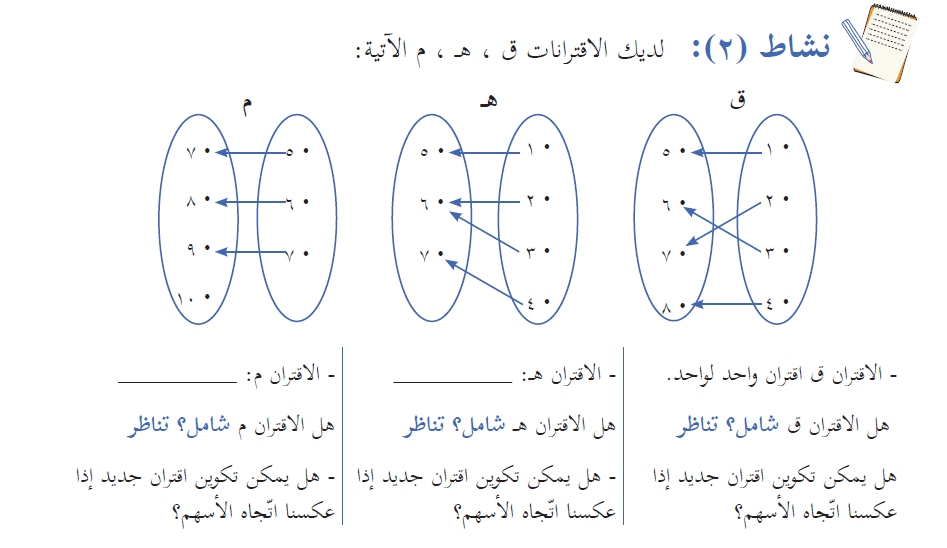 نشاط (٢): لديك الاقترانات ق ، هـ ، م الآتية:
ق
١
٢
٣
٤
٥
٦
٧
٨
هـ
١
٢
٣
٤
٥
٦
٧
م
٥
٦
٧
٧
٨
٩
١٠
- الاقتران ق اقتران واحد لواحد.
هل الاقتران ق شامل؟ تناظر
هل يمكن تكوين اقتران جديد إذا
عكسنا اتّجاه الأسهم؟
- الاقتران هـ: ___________
هل الاقتران هـ شامل؟ تناظر
- هل يمكن تكوين اقتران جديد إذا
عكسنا اتّجاه الأسهم؟
- الاقتران م: ___________
هل الاقتران م شامل؟ تناظر
- هل يمكن تكوين اقتران جديد إذا
عكسنا اتّجاه الأسهم؟